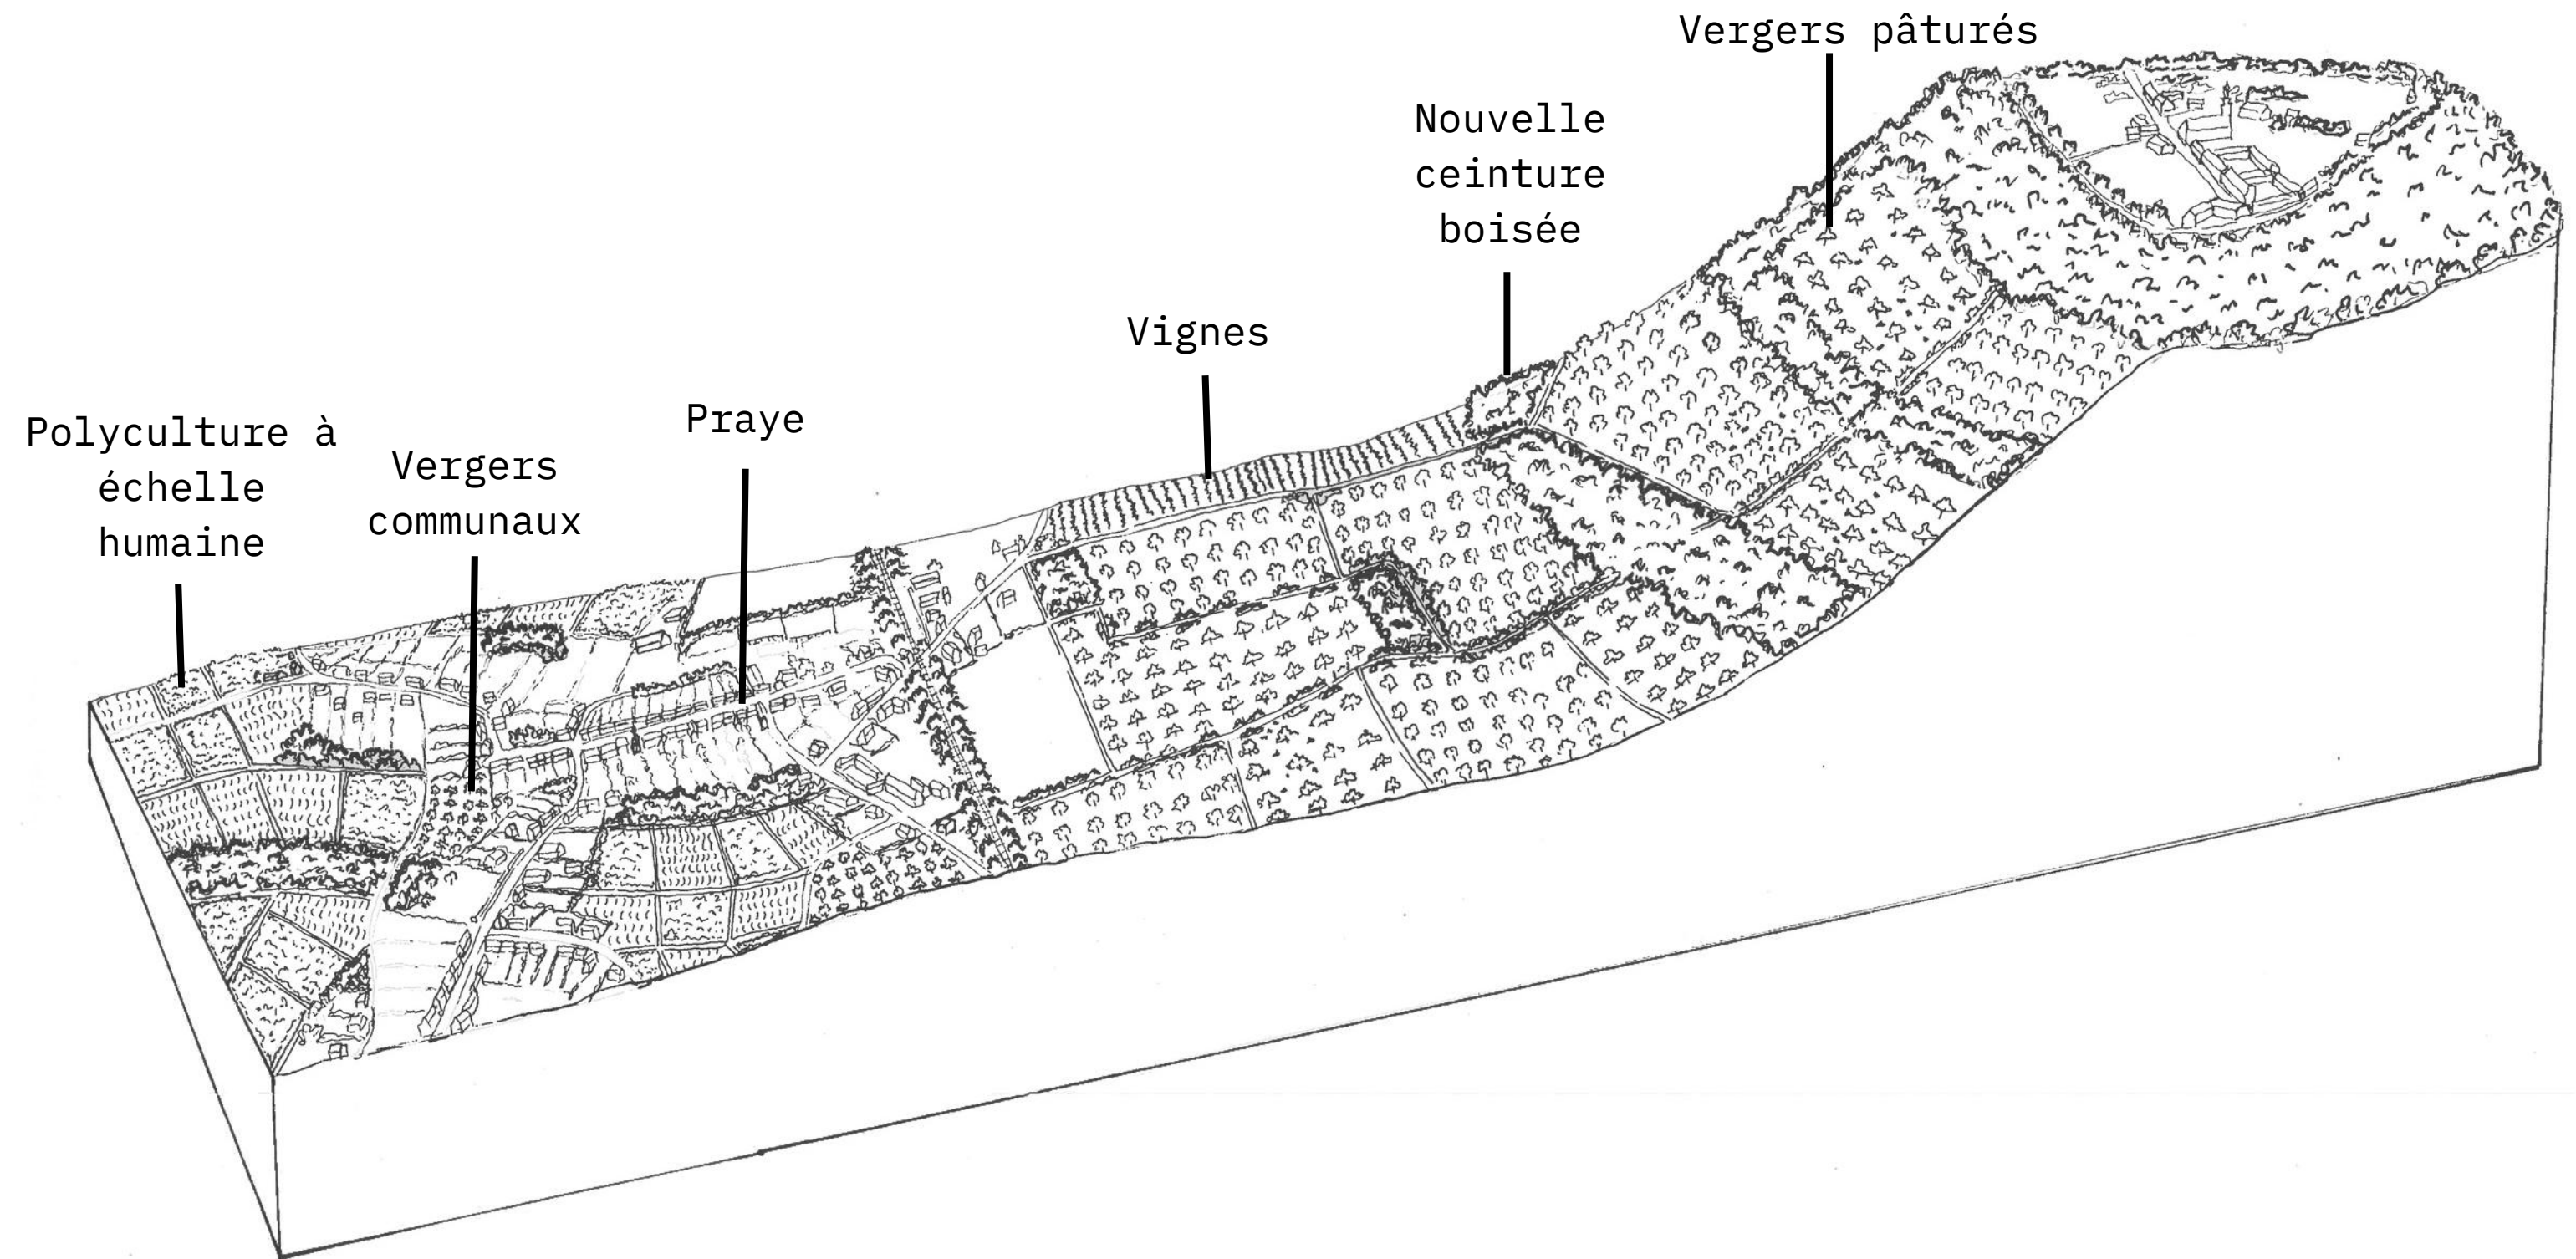 Vergers pâturés
Nouvelle
ceinture
boisée
Vignes
Praye
Polyculture à
échelle
humaine
Vergers
communaux